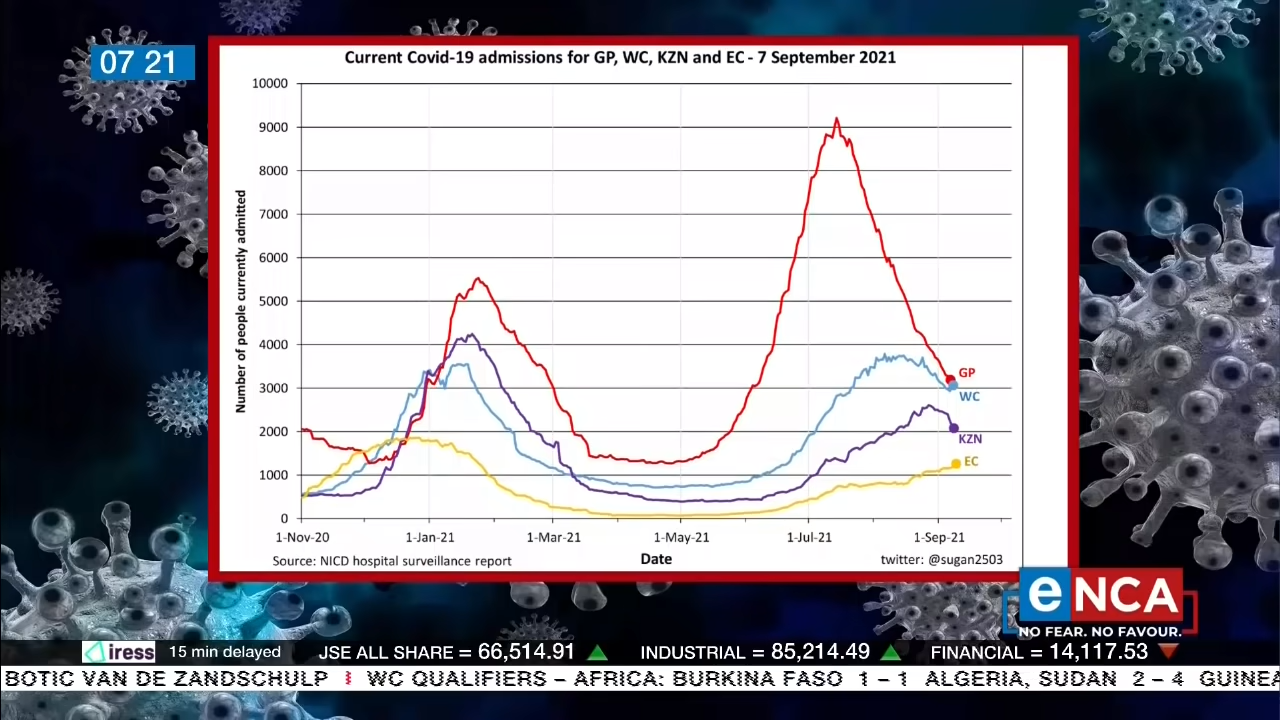 07 21
Current Covid-19 admissions for GP, WC, KZN and EC - 7 September 2021
Number of people currently admitted
10000
9000
8000
7000
6000
5000
4000
3000
2000
1000
0
GP
WC
KZN
EC
1-Nov-20 1-Jan-21 1-Mar-21 1-May-21 1-Jul-21 1-Sep-21
Source: NICD hospital surveillance report Date twitter: @sugan2503
eNCA
NO FEAR. NO FAVOUR.
iress 15 min delayed JSE ALL SHARE = 66,514.91 INDUSTRIAL = 85,214.49 FINANCIAL = 14,117.53
BOTIC VAN DE ZANDSCHULP WC QUALIFIERS – AFRICA: BURKINA FASO 1 – 1 ALGERIA, SUDAN 2 – 4 GUINEA